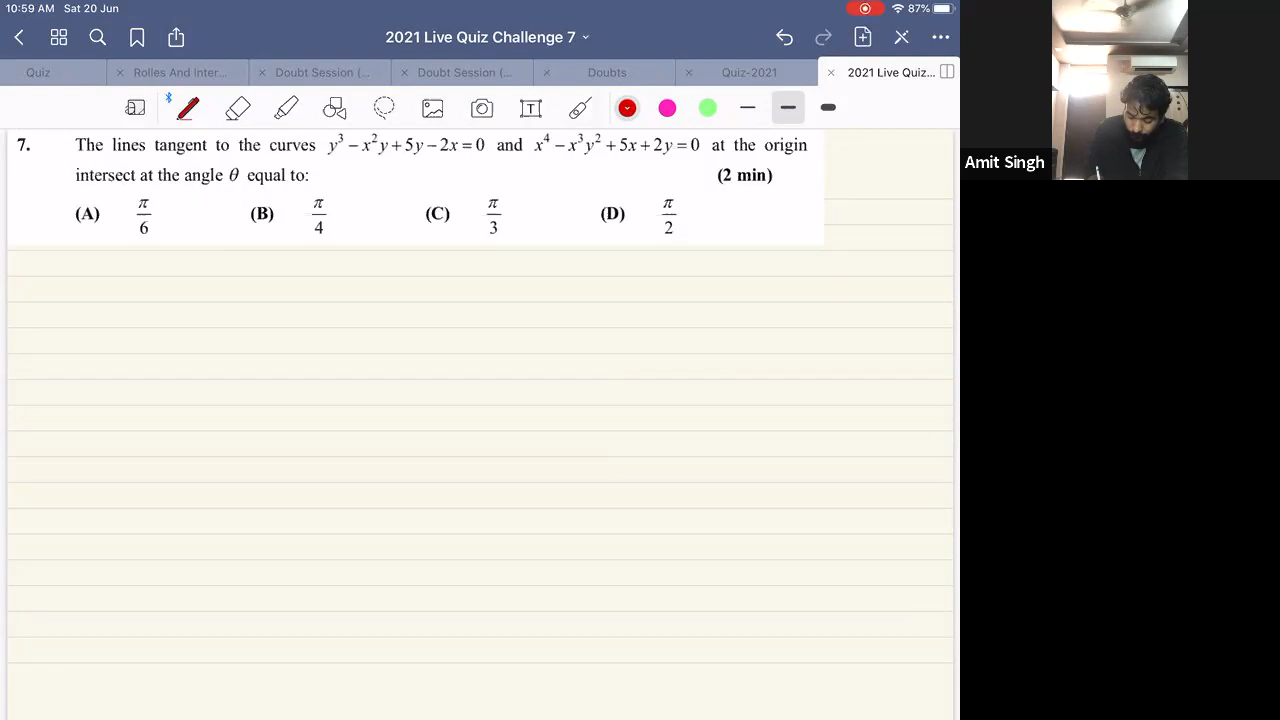 10:59 AM Sat 20 Jun
87%
2021 Live Quiz Challenge 7
Quiz
Rolles And Inter...
Doubt Session (...
Doubt Session (...
Doubts
Quiz-2021
2021 Live Quiz...
7. The lines tangent to the curves y³ − x²y + 5y − 2x = 0 and x⁴ − x³y² + 5x + 2y = 0 at the origin
intersect at the angle θ equal to: (2 min)
(A) π/6 (B) π/4 (C) π/3 (D) π/2
Amit Singh